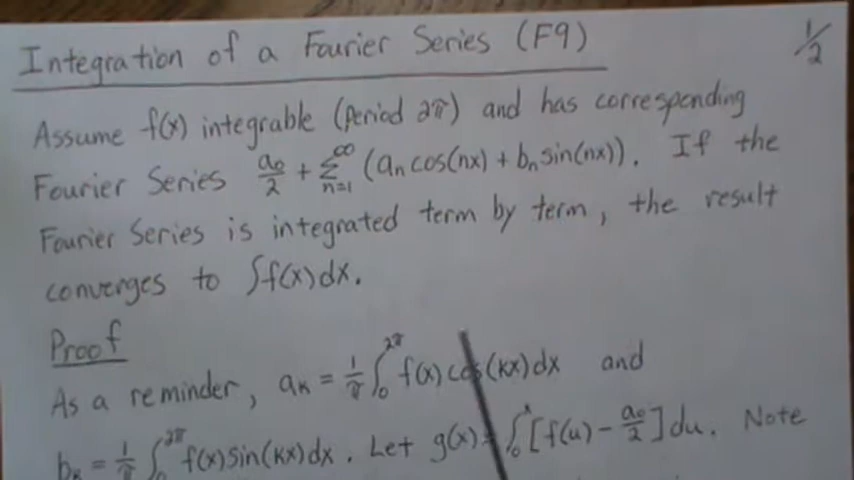 Integration of a Fourier Series (F9)
1/2
Assume f(x) integrable (period 2π) and has corresponding
Fourier Series a₀/2 + ∑_{n=1}^{∞} (aₙcos(nx) + bₙsin(nx)). If the
Fourier Series is integrated term by term, the result
converges to ∫f(x)dx.
Proof
As a reminder, aₖ = 1/π ∫₀^{2π} f(x)cos(kx)dx and
bₖ = 1/π ∫₀^{2π} f(x)sin(kx)dx. Let g(x) = ∫₀^{x} [f(u) - a₀/2]du. Note